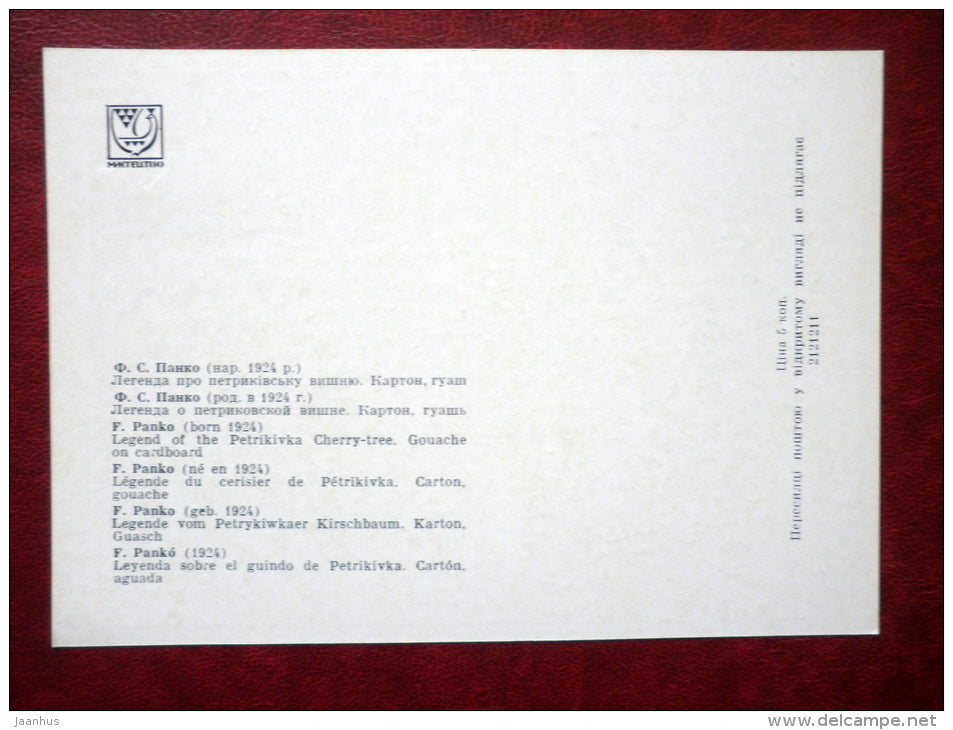 МИСТЕЦТВО
Ф. С. Панко (нар. 1924 р.)
Легенда про петриківську вишню. Картон, гуаш
Ф. С. Панко (род. в 1924 г.)
Легенда о петриковской вишне. Картон, гуашь
F. Panko (born 1924)
Legend of the Petrikivka Cherry-tree. Gouache
on cardboard
F. Panko (né en 1924)
Légende du cerisier de Pétrikivka. Carton,
gouache
F. Panko (geb. 1924)
Legende vom Petrykiwkaer Kirschbaum. Karton,
Guasch
F. Pankó (1924)
Leyenda sobre el guindo de Petrikivka. Cartón,
aguada
Ціна 5 коп.
Пересилці поштою у відкритому вигляді не підлягає
2121211
Jaanhus
www.delcampe.net